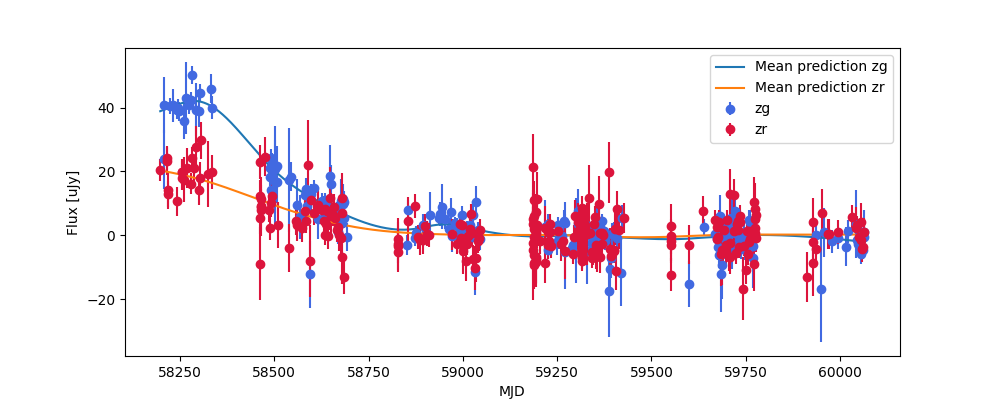 Mean prediction zg
Mean prediction zr
zg
zr
Flux [uJy]
40
20
0
−20
58250 58500 58750 59000 59250 59500 59750 60000
MJD